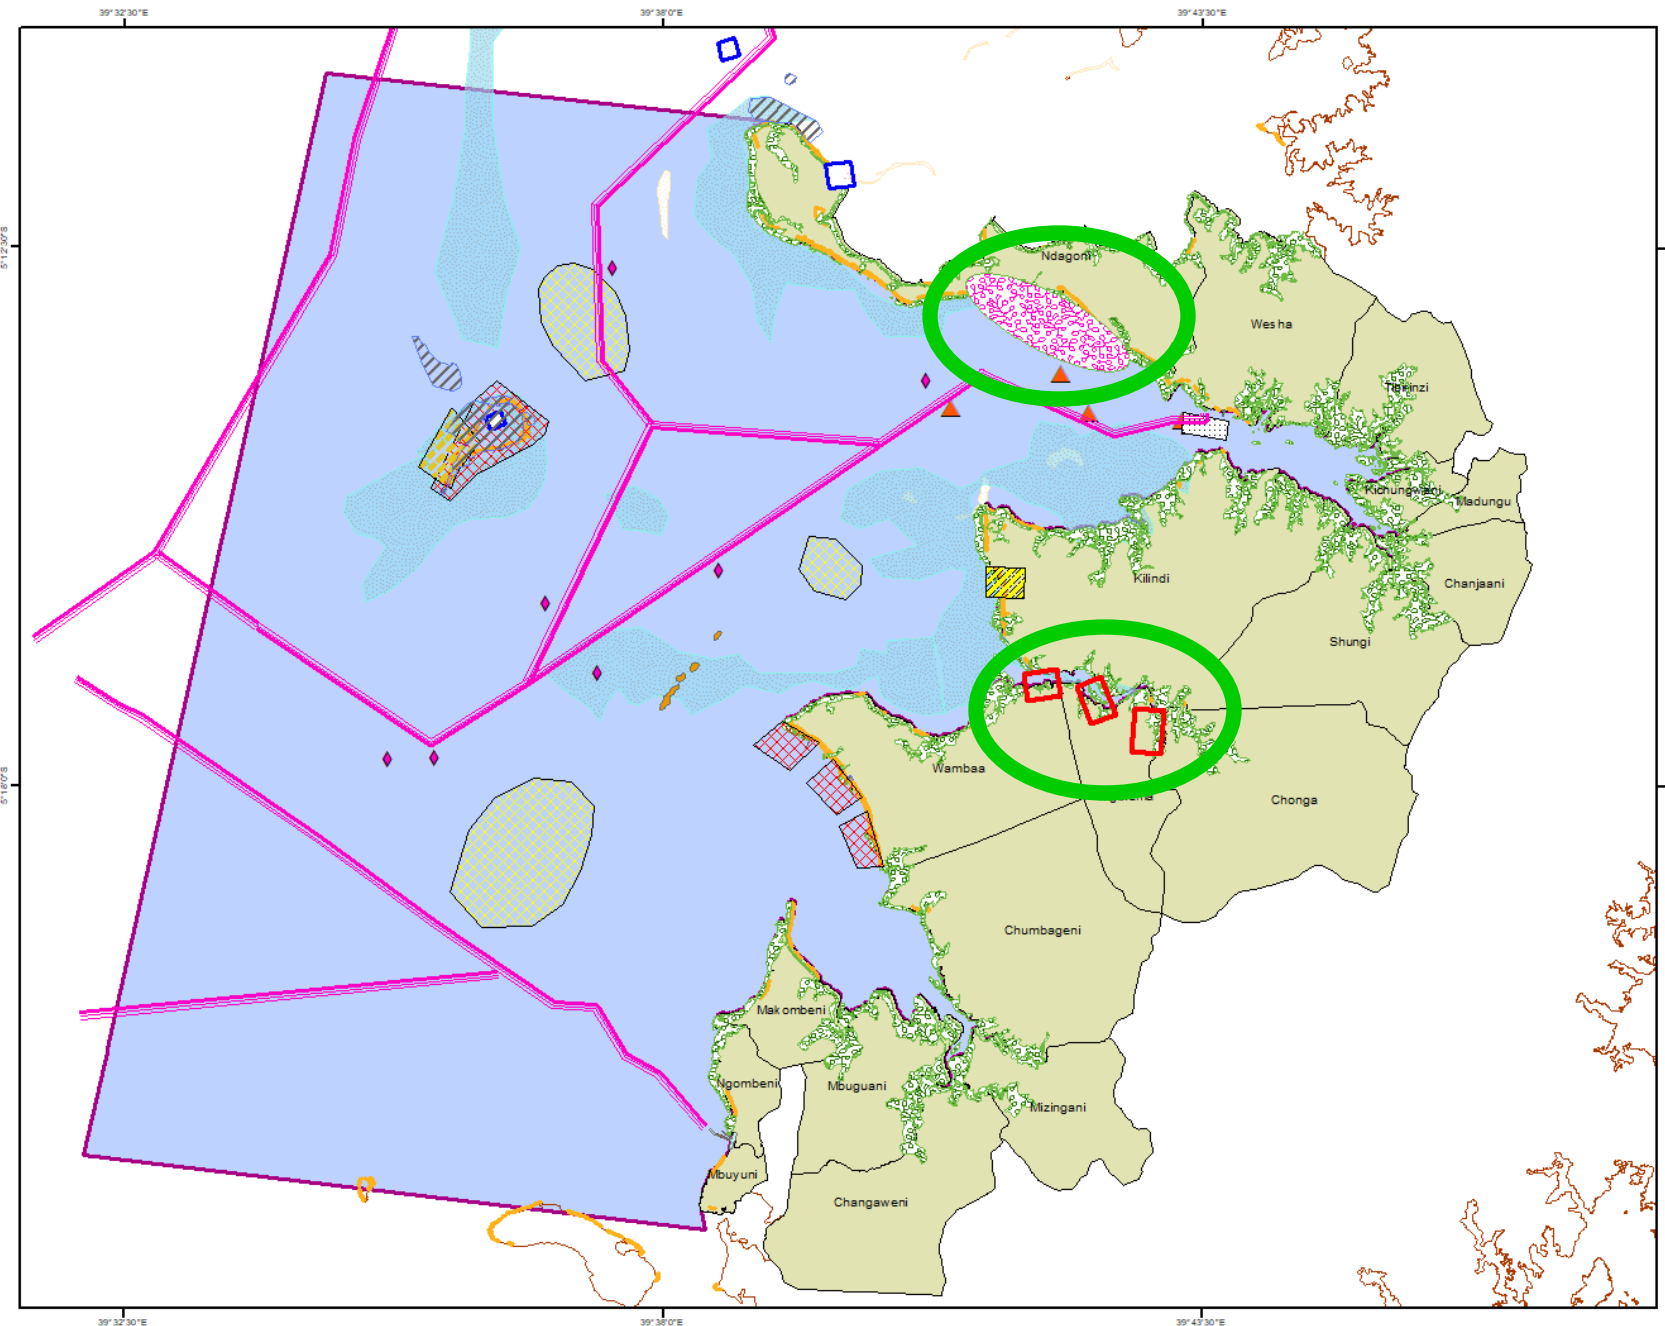 39°32'30"E
39°38'0"E
39°43'30"E
5°12'30"S
Ndagoni
Wesha
Tibirinzi
Kichungwani
Madungu
Kilindi
Chanjaani
Shungi
5°18'0"S
Wambaa
Chonga
Chumbageni
Makombeni
Ngombeni
Mbuguani
Mizingani
Mbuyuni
Changaweni
39°32'30"E
39°38'0"E
39°43'30"E